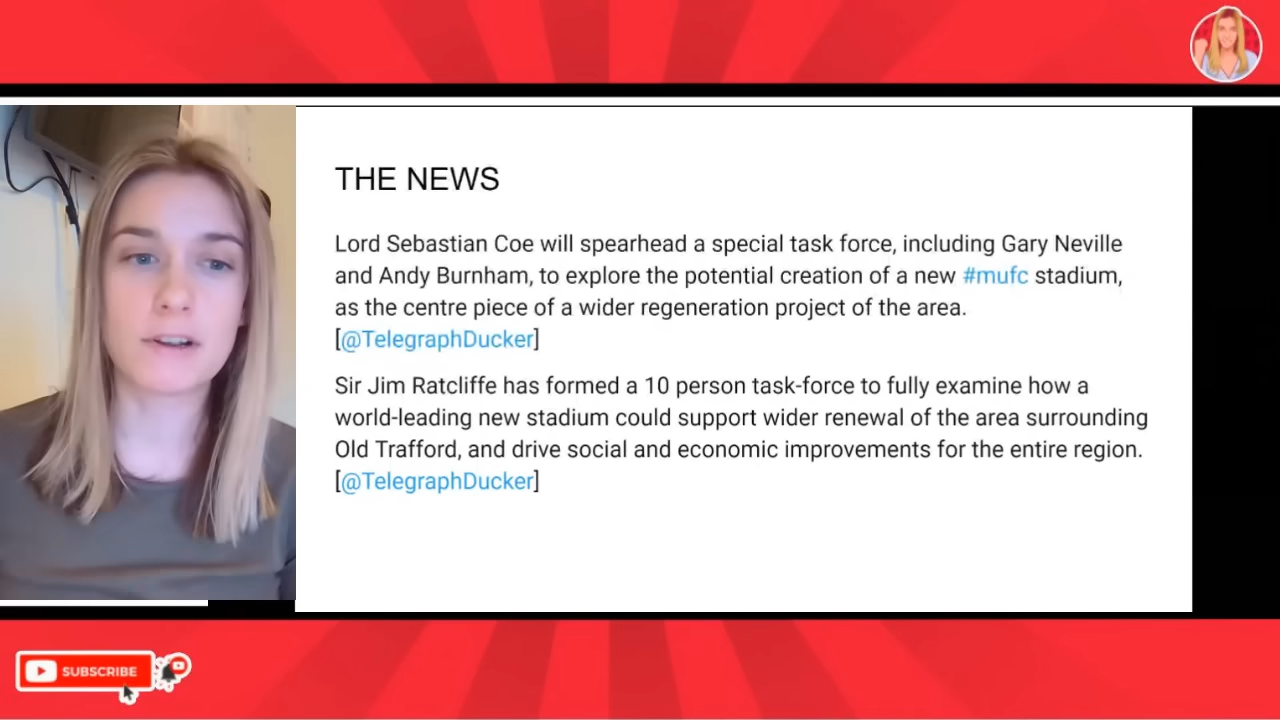 THE NEWS
Lord Sebastian Coe will spearhead a special task force, including Gary Neville
and Andy Burnham, to explore the potential creation of a new #mufc stadium,
as the centre piece of a wider regeneration project of the area.
[@TelegraphDucker]
Sir Jim Ratcliffe has formed a 10 person task-force to fully examine how a
world-leading new stadium could support wider renewal of the area surrounding
Old Trafford, and drive social and economic improvements for the entire region.
[@TelegraphDucker]
SUBSCRIBE